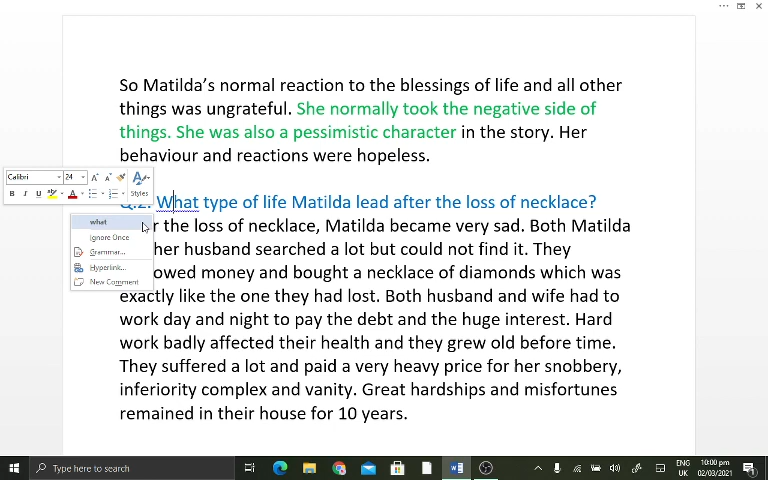 So Matilda's normal reaction to the blessings of life and all other
things was ungrateful. She normally took the negative side of
things. She was also a pessimistic character in the story. Her
behaviour and reactions were hopeless.
Calibri 24 A A A
B I U aby A Styles
Q.2. What type of life Matilda lead after the loss of necklace?
what
r the loss of necklace, Matilda became very sad. Both Matilda
Ignore Once
her husband searched a lot but could not find it. They
Grammar...
Hyperlink...
owed money and bought a necklace of diamonds which was
New Comment
exactly like the one they had lost. Both husband and wife had to
work day and night to pay the debt and the huge interest. Hard
work badly affected their health and they grew old before time.
They suffered a lot and paid a very heavy price for her snobbery,
inferiority complex and vanity. Great hardships and misfortunes
remained in their house for 10 years.
Type here to search
ENG 10:00 pm
UK 02/03/2021